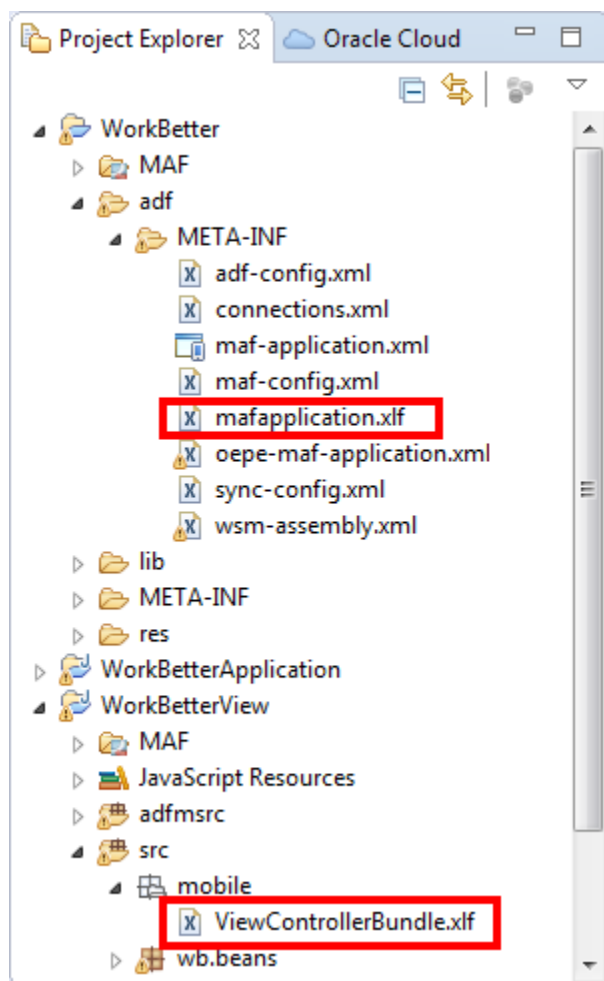 Project Explorer Oracle Cloud
WorkBetter
MAF
adf
META-INF
adf-config.xml
connections.xml
maf-application.xml
maf-config.xml
mafapplication.xlf
oepe-maf-application.xml
sync-config.xml
wsm-assembly.xml
lib
META-INF
res
WorkBetterApplication
WorkBetterView
MAF
JavaScript Resources
adfmsrc
src
mobile
ViewControllerBundle.xlf
wb.beans